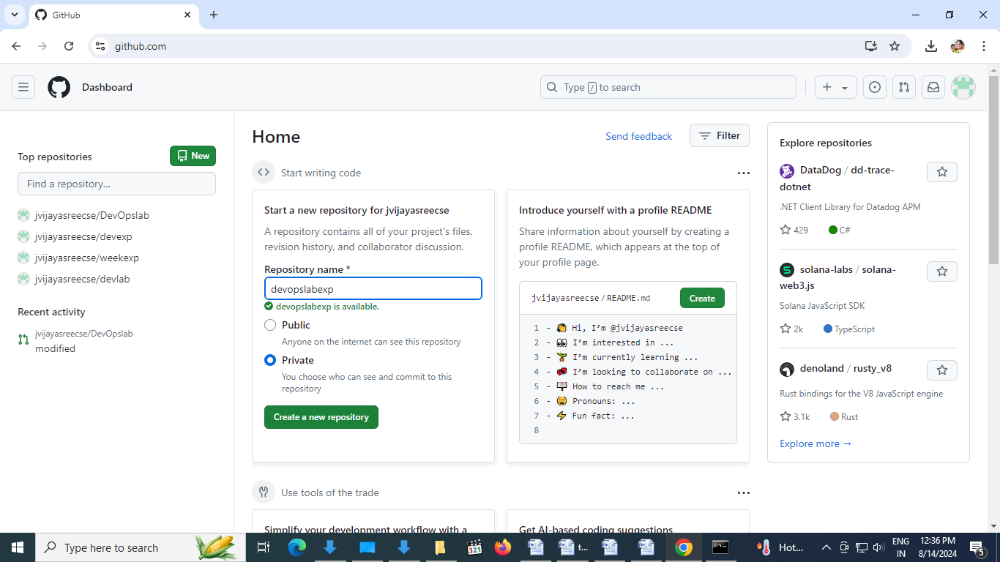 GitHub
github.com
Dashboard
Type / to search
Top repositories
New
Find a repository...
jvijayasreecse/DevOpslab
jvijayasreecse/devexp
jvijayasreecse/weekexp
jvijayasreecse/devlab
Recent activity
jvijayasreecse/DevOpslab
modified
Home
Send feedback
Filter
Start writing code
Start a new repository for jvijayasreecse
A repository contains all of your project's files,
revision history, and collaborator discussion.
Repository name *
devopslabexp
devopslabexp is available.
Public
Anyone on the internet can see this repository
Private
You choose who can see and commit to this
repository
Create a new repository
Introduce yourself with a profile README
Share information about yourself by creating a
profile README, which appears at the top of
your profile page.
jvijayasreecse/README.md
Create
1 - 👋 Hi, I'm @jvijayasreecse
2 - 👀 I'm interested in ...
3 - 🌱 I'm currently learning ...
4 - 💞️ I'm looking to collaborate on ...
5 - 📫 How to reach me ...
6 - 😄 Pronouns: ...
7 - ⚡ Fun fact: ...
8
Use tools of the trade
Simplify your development workflow with a
Get AI-based coding suggestions
Explore repositories
DataDog / dd-trace-
dotnet
.NET Client Library for Datadog APM
429 C#
solana-labs / solana-
web3.js
Solana JavaScript SDK
2k TypeScript
denoland / rusty_v8
Rust bindings for the V8 JavaScript engine
3.1k Rust
Explore more →
Type here to search
321
t...
Hot...
ENG
IN
12:36 PM
8/14/2024
5